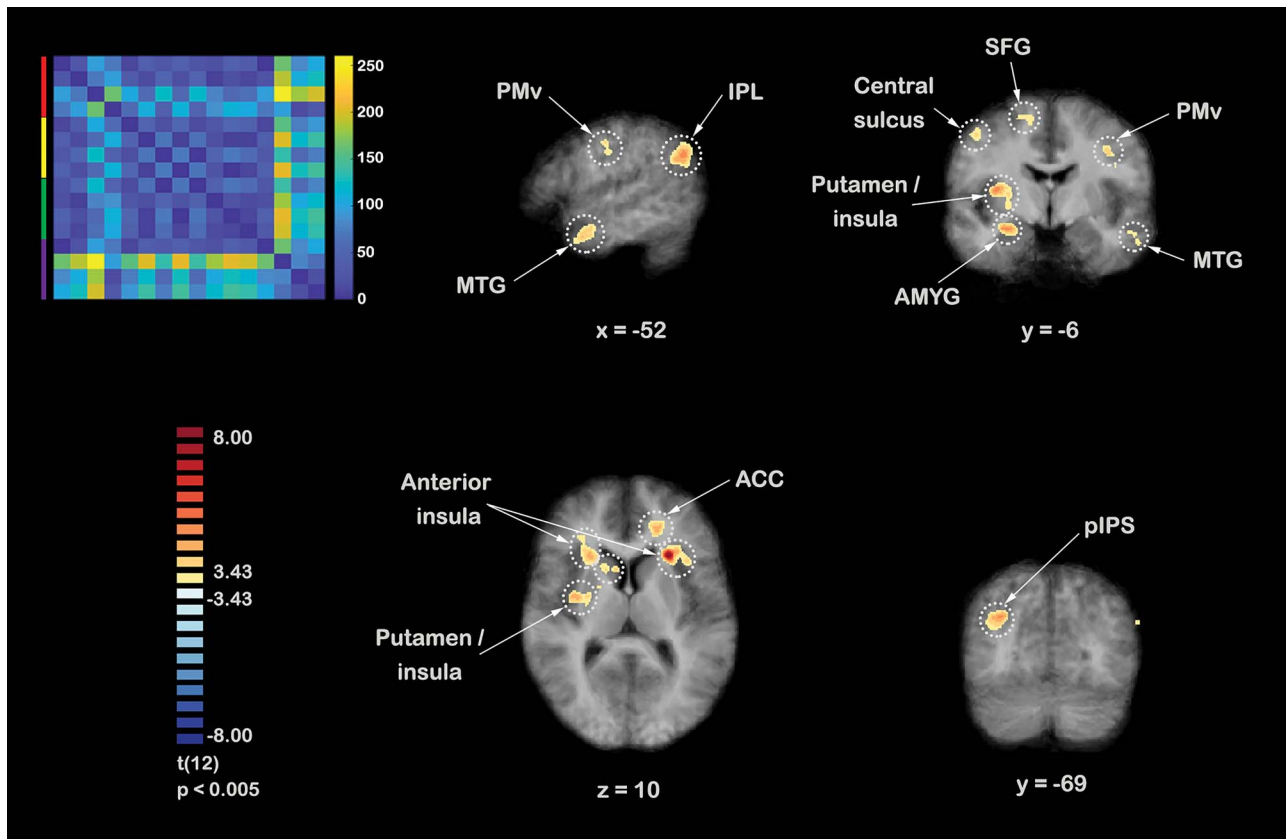 250
200
150
100
50
0
PMv
IPL
MTG
x = -52
SFG
Central
sulcus
PMv
Putamen /
insula
AMYG
MTG
y = -6
8.00
3.43
-3.43
-8.00
t(12)
p < 0.005
Anterior
insula
ACC
Putamen /
insula
z = 10
pIPS
y = -69